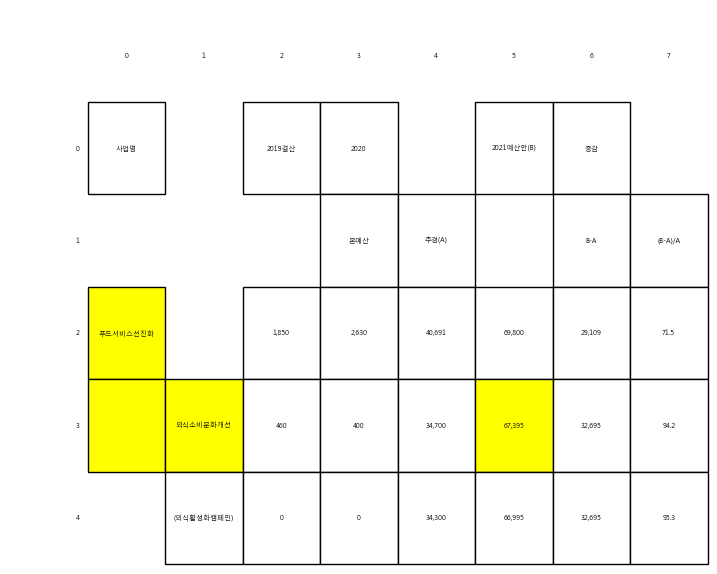 0 1 2 3 4 5 6 7
0 사업명 2019결산 2020 2021예산안(B) 증감
1 본예산 추경(A) B-A (B-A)/A
2 푸드서비스선진화 1,850 2,630 40,691 69,800 29,109 71.5
3 외식소비문화개선 460 400 34,700 67,395 32,695 94.2
4 (외식활성화캠페인) 0 0 34,300 66,995 32,695 95.3